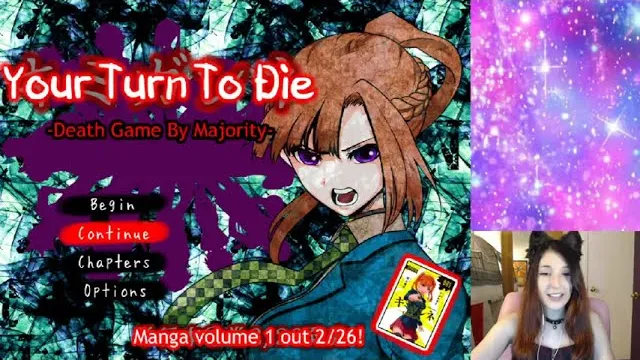 Your Turn To Die
-Death Game By Majority-
Begin
Continue
Chapters
Options
Manga volume 1 out 2/26!